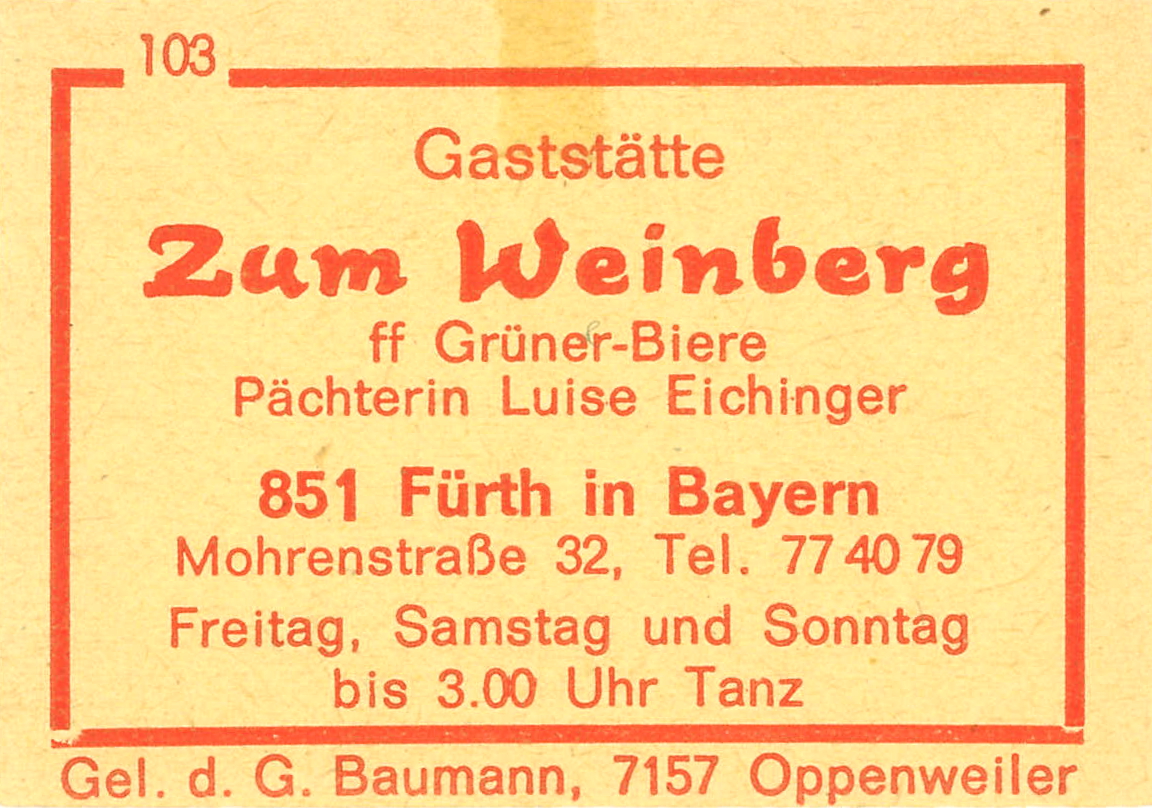 103
Gaststätte
Zum Weinberg
ff Grüner-Biere
Pächterin Luise Eichinger
851 Fürth in Bayern
Mohrenstraße 32, Tel. 77 40 79
Freitag, Samstag und Sonntag
bis 3.00 Uhr Tanz
Gel. d. G. Baumann, 7157 Oppenweiler